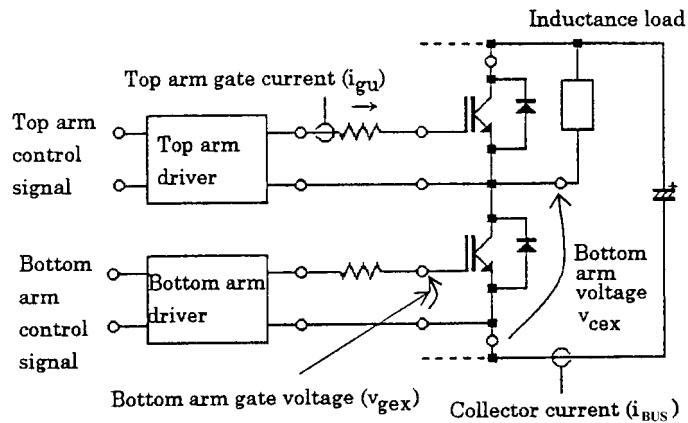 Inductance load
Top arm gate current (igu)
Top arm
control
signal
Top arm
driver
Bottom
arm
control
signal
Bottom arm
driver
Bottom
arm
voltage
vcex
+
Bottom arm gate voltage (vgex)
Collector current (iBUS)